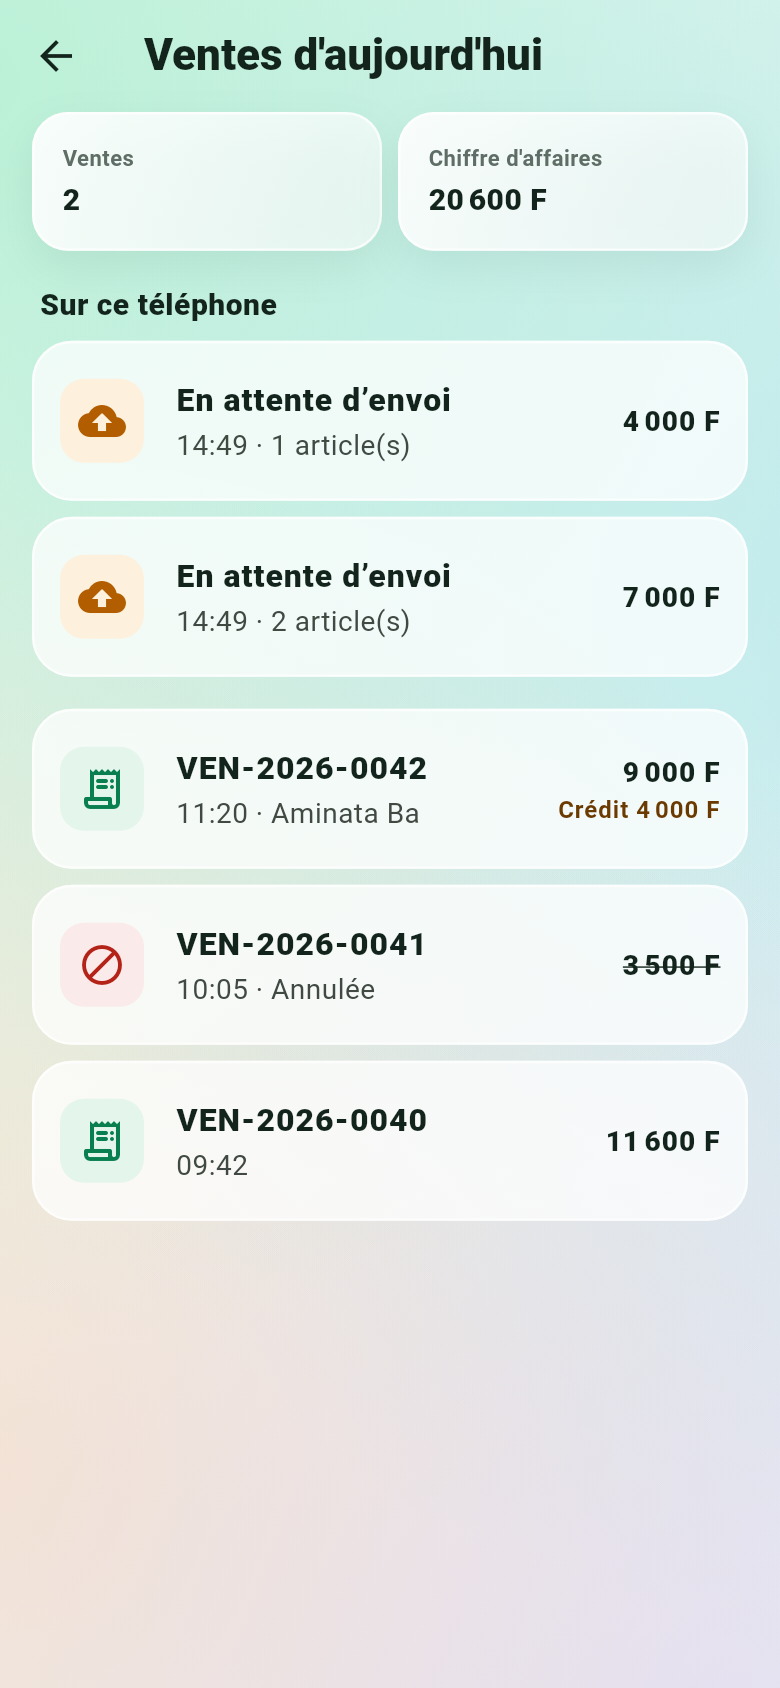 Ventes d'aujourd'hui
Ventes
2
Chiffre d'affaires
20 600 F
Sur ce téléphone
En attente d’envoi
14:49 · 1 article(s)
4 000 F
En attente d’envoi
14:49 · 2 article(s)
7 000 F
VEN-2026-0042
11:20 · Aminata Ba
9 000 F
Crédit 4 000 F
VEN-2026-0041
10:05 · Annulée
3 500 F
VEN-2026-0040
09:42
11 600 F